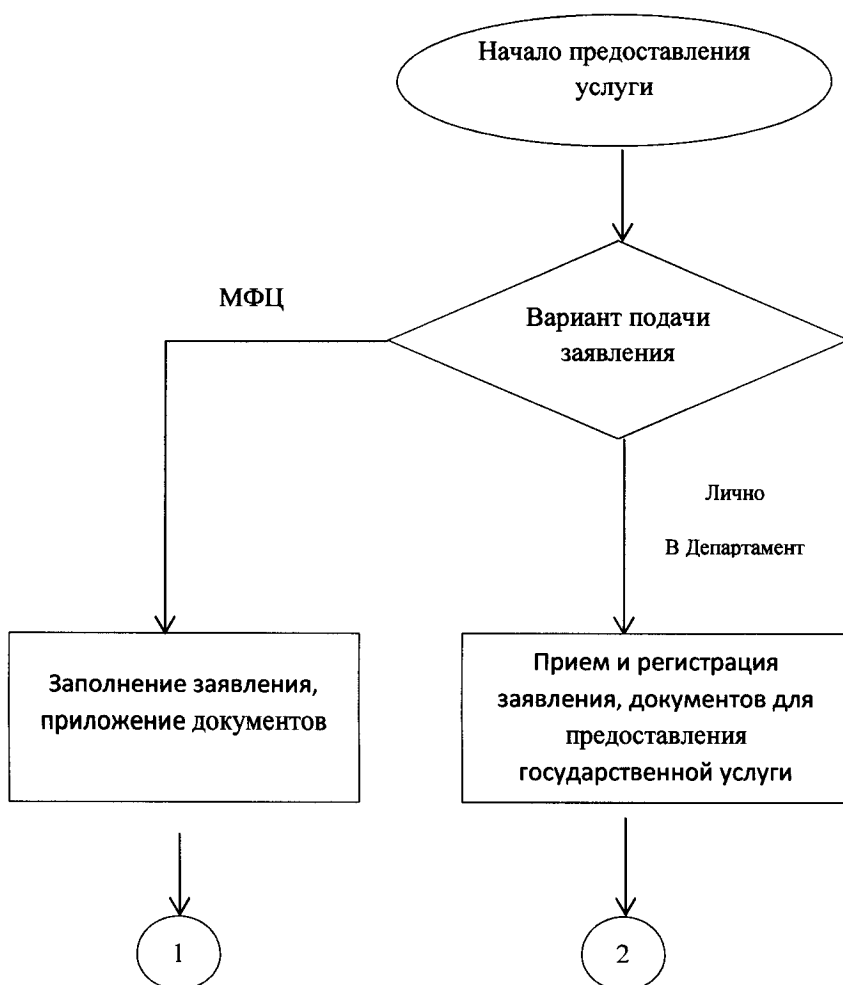 Начало предоставления
услуги
МФЦ
Вариант подачи
заявления
Лично
В Департамент
Заполнение заявления,
приложение документов
Прием и регистрация
заявления, документов для
предоставления
государственной услуги
1
2